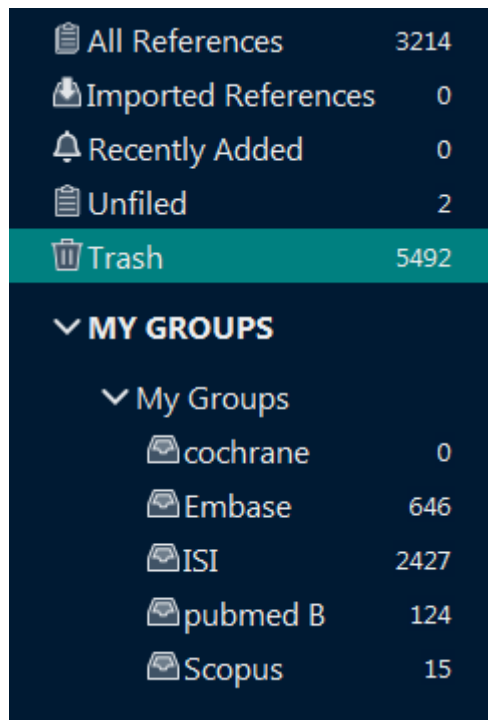 All References 3214
Imported References 0
Recently Added 0
Unfiled 2
Trash 5492
MY GROUPS
My Groups
cochrane 0
Embase 646
ISI 2427
pubmed B 124
Scopus 15